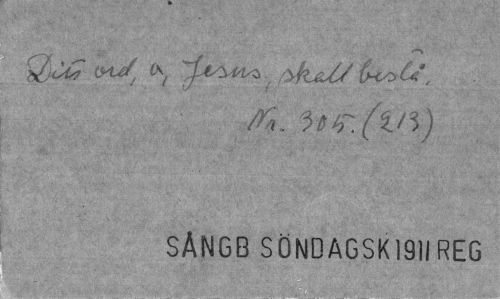 Ditt ord, o, Jesus, skall bestå.
Nr. 305. (213)
SÅNGB SÖNDAGSK 1911 REG